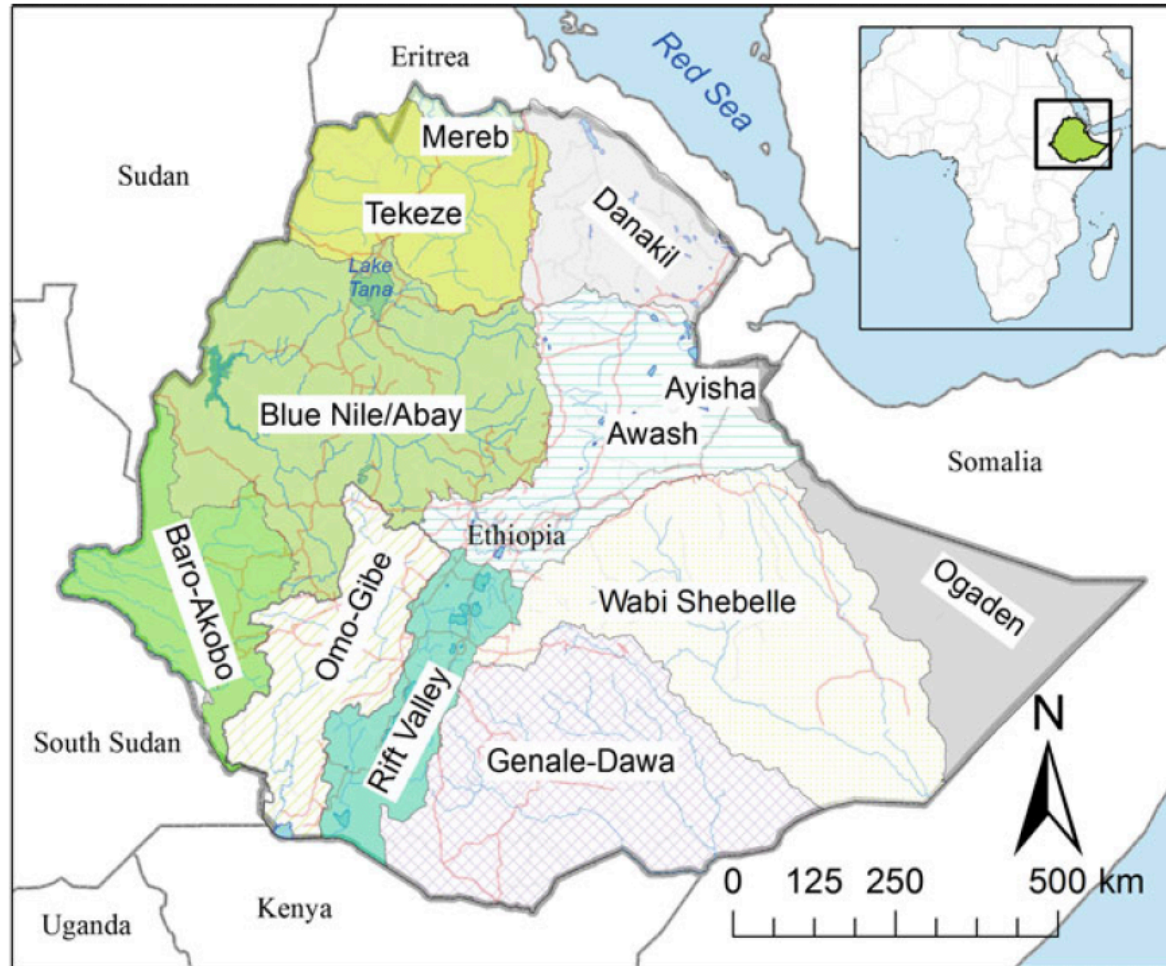 Eritrea
Red Sea
Mereb
Sudan
Tekeze
Danakil
Lake
Tana
Ayisha
Blue Nile/Abay
Awash
Somalia
Ethiopia
Baro-Akobo
Omo-Gibe
Wabi Shebelle
Ogaden
Rift Valley
South Sudan
Genale-Dawa
N
0 125 250 500 km
Kenya
Uganda